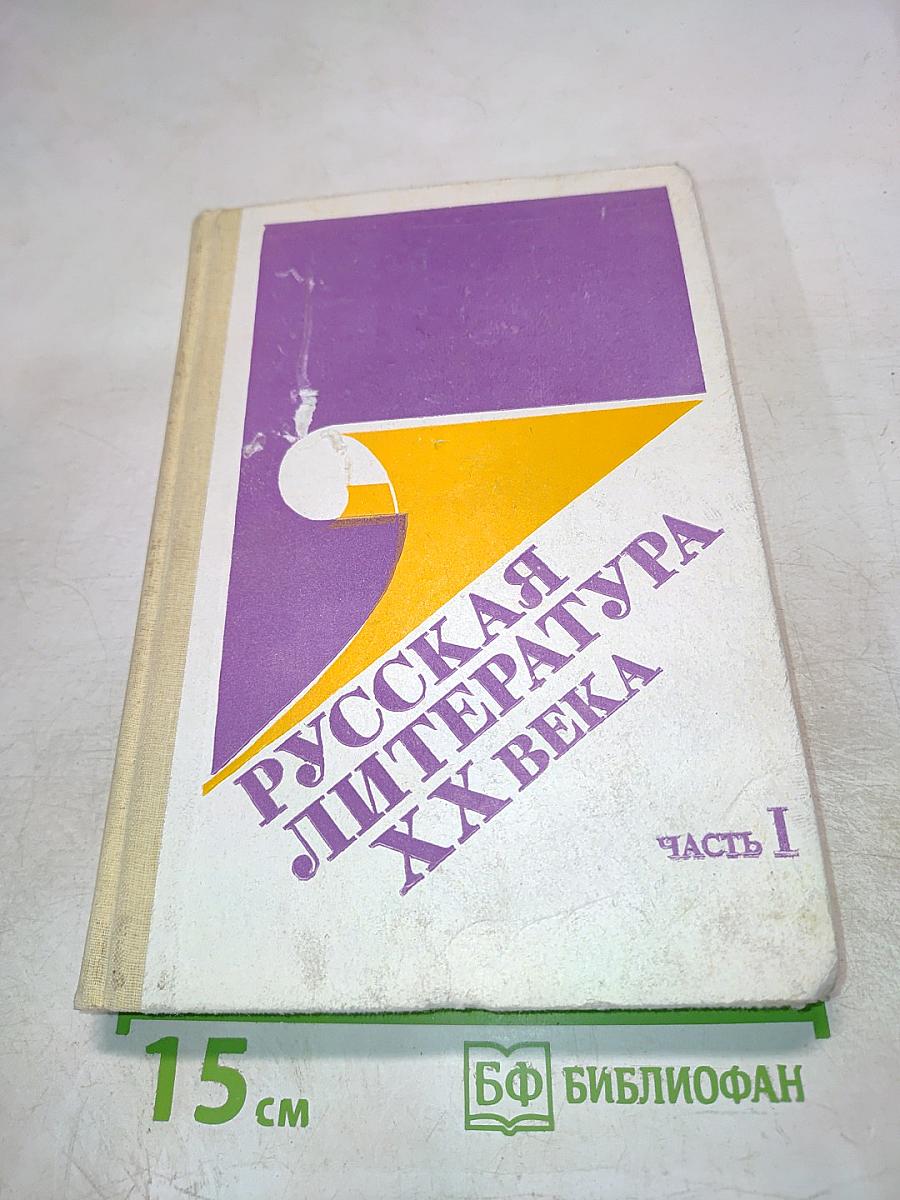 РУССКАЯ
ЛИТЕРАТУРА
XX ВЕКА
ЧАСТЬ I
15 см
БФ БИБЛИОФАН